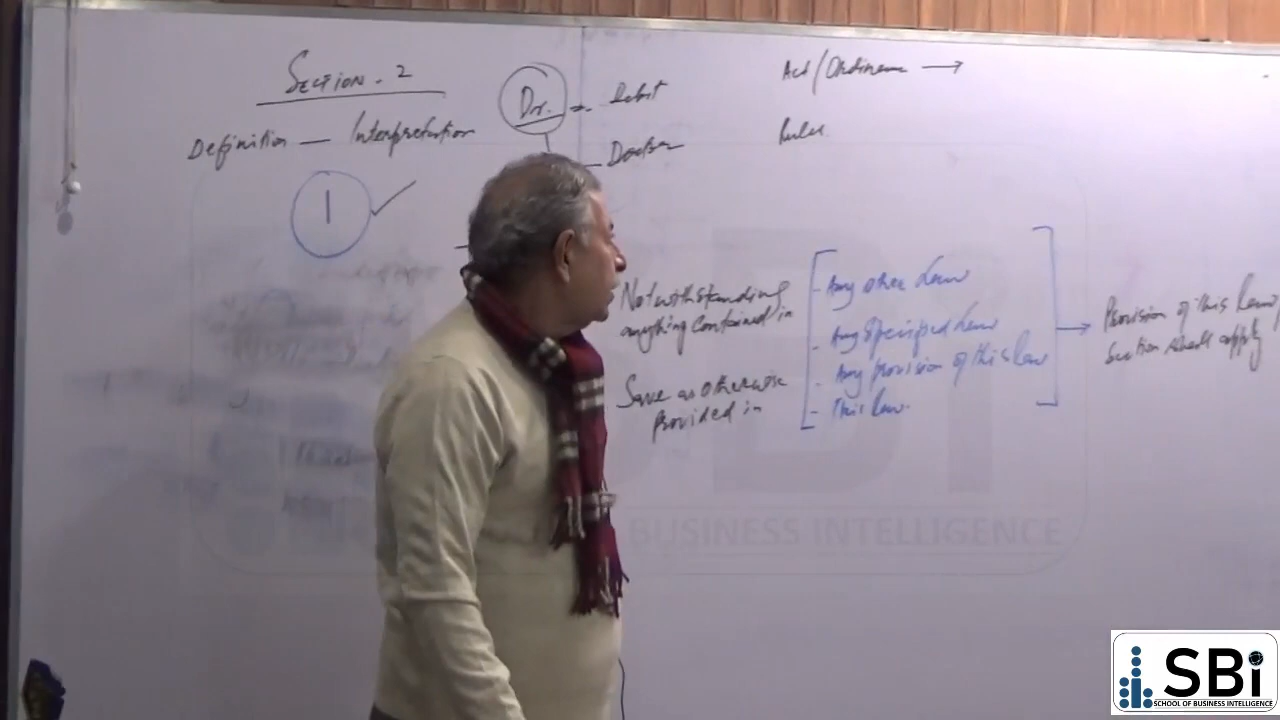 SECTION - 2
Definition — Interpretation
1
Dr. = Debit
— Doctor
Act/Ordinance →
Rules
Notwithstanding
anything contained in
Save as otherwise
Provided in
- Any other Law
- Any Specified Law
- Any provision of this law
- This law.
→ Provision of this law/
Section shall apply
BUSINESS INTELLIGENCE
SBi
SCHOOL OF BUSINESS INTELLIGENCE